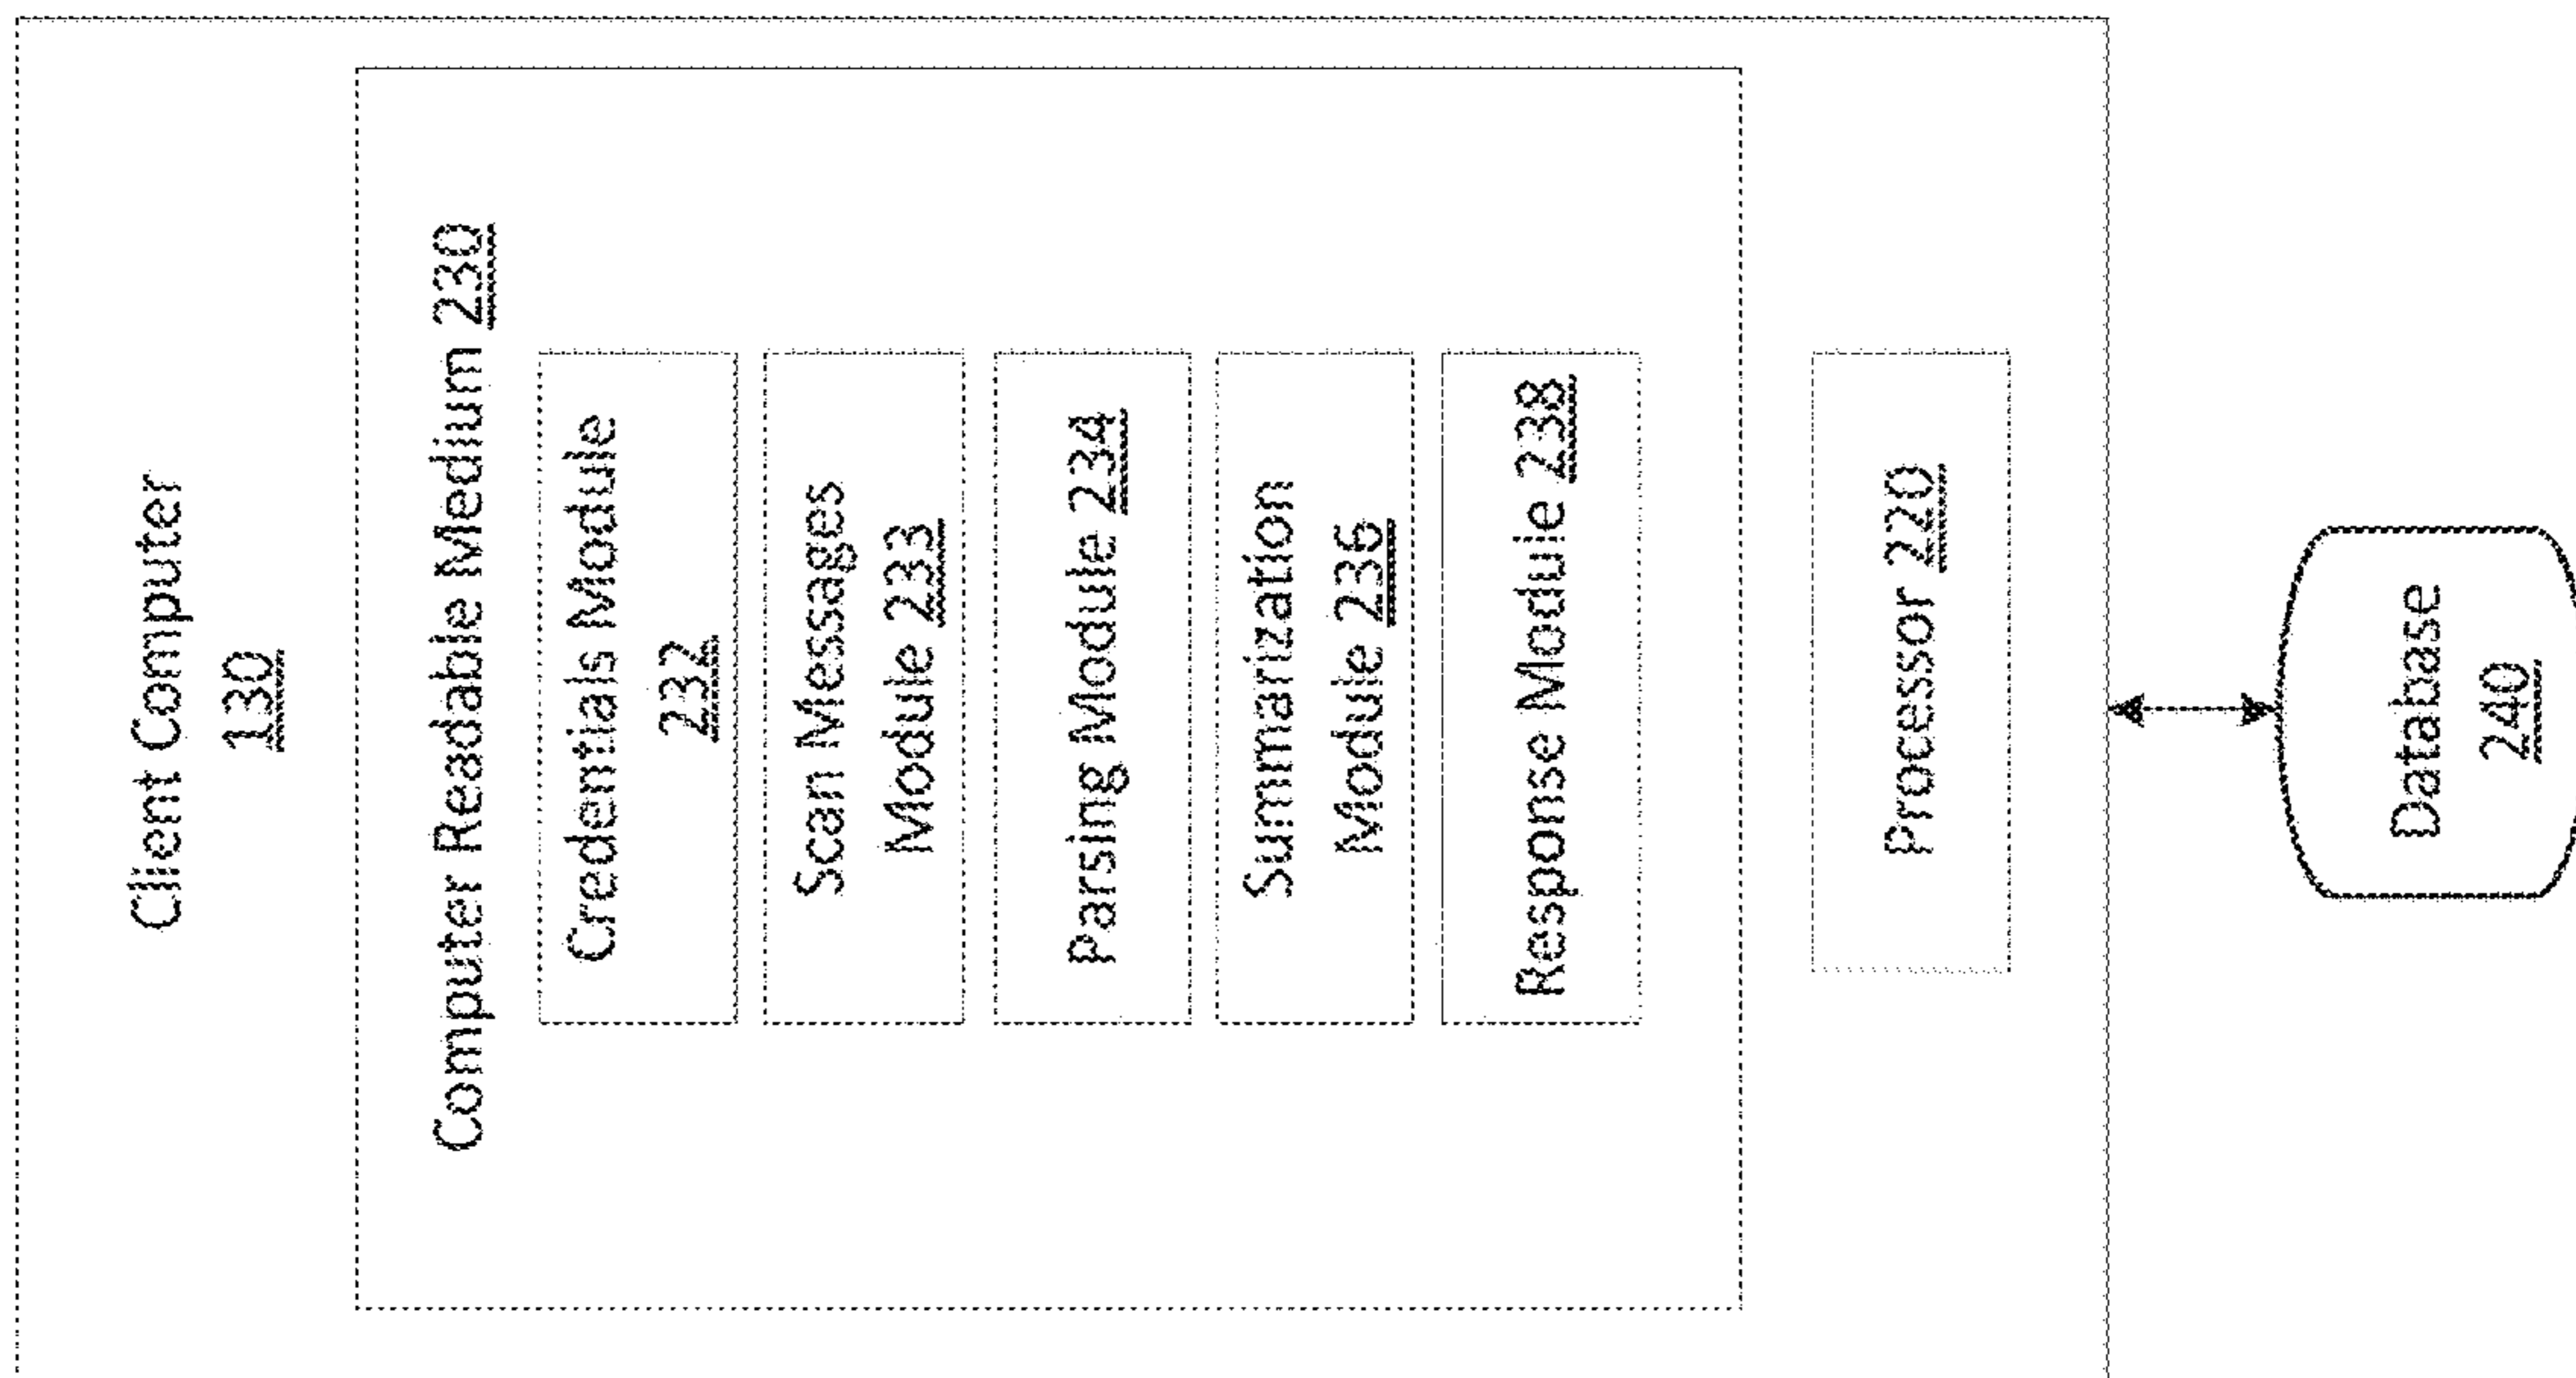 Client Computer
130
Computer Readable Medium 230
Credentials Module
232
Scan Messages
Module 233
Parsing Module 234
Summarization
Module 236
Response Module 238
Processor 220
Database
240